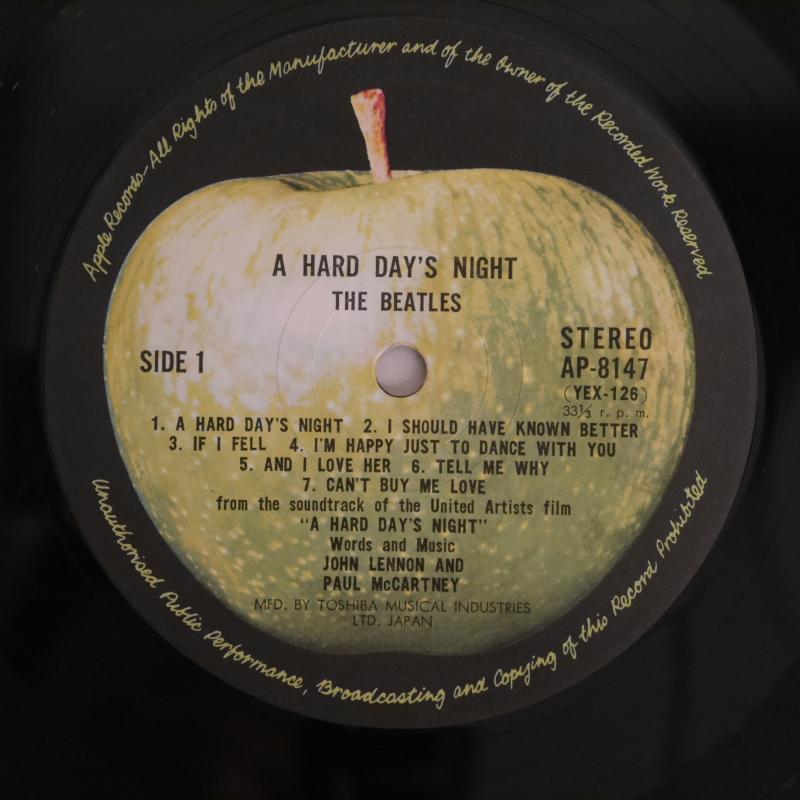 Apple Records–All Rights of the Manufacturer and of the Owner of the Recorded Work Reserved
A HARD DAY'S NIGHT
THE BEATLES
SIDE 1
STEREO
AP-8147
(YEX-126)
33⅓ r. p. m.
1. A HARD DAY'S NIGHT 2. I SHOULD HAVE KNOWN BETTER
3. IF I FELL 4. I'M HAPPY JUST TO DANCE WITH YOU
5. AND I LOVE HER 6. TELL ME WHY
7. CAN'T BUY ME LOVE
from the soundtrack of the United Artists film
"A HARD DAY'S NIGHT"
Words and Music
JOHN LENNON AND
PAUL McCARTNEY
MFD. BY TOSHIBA MUSICAL INDUSTRIES
LTD. JAPAN
Unauthorised Public Performance, Broadcasting and Copying of this Record Prohibited